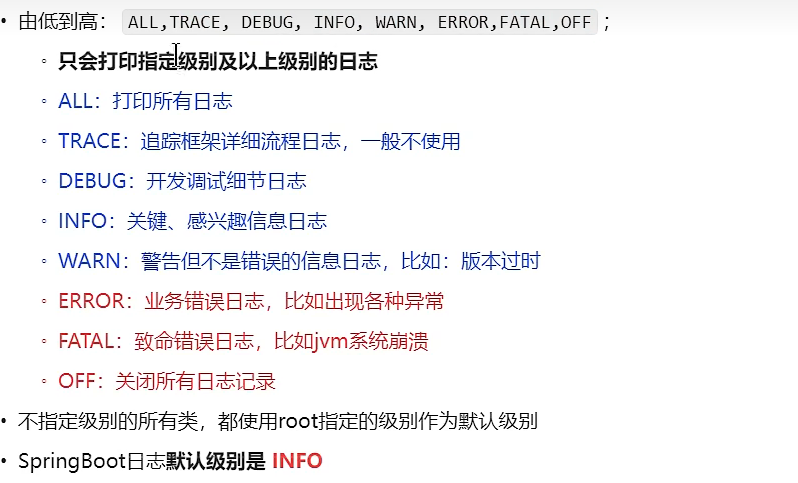 • 由低到高：ALL,TRACE, DEBUG, INFO, WARN, ERROR,FATAL,OFF；
◦ 只会打印指定级别及以上级别的日志
◦ ALL：打印所有日志
◦ TRACE：追踪框架详细流程日志，一般不使用
◦ DEBUG：开发调试细节日志
◦ INFO：关键、感兴趣信息日志
◦ WARN：警告但不是错误的信息日志，比如：版本过时
◦ ERROR：业务错误日志，比如出现各种异常
◦ FATAL：致命错误日志，比如jvm系统崩溃
◦ OFF：关闭所有日志记录
• 不指定级别的所有类，都使用root指定的级别作为默认级别
• SpringBoot日志默认级别是 INFO